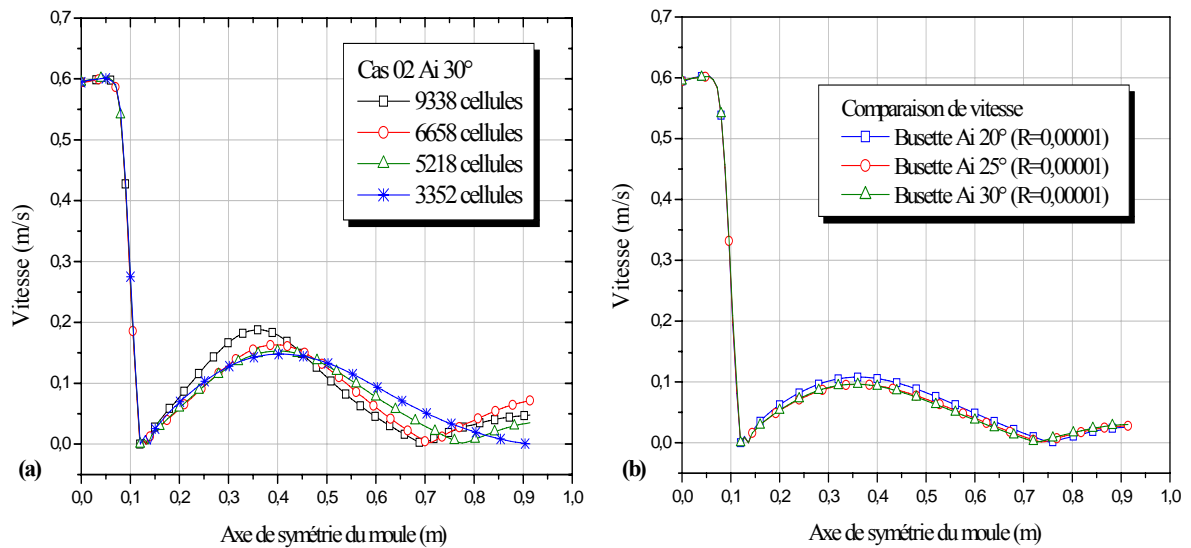 0,7
0,6
0,5
0,4
0,3
0,2
0,1
0,0
Vitesse (m/s)
Cas 02 Ai 30°
9338 cellules
6658 cellules
5218 cellules
3352 cellules
(a)
0,0 0,1 0,2 0,3 0,4 0,5 0,6 0,7 0,8 0,9 1,0
Axe de symétrie du moule (m)
0,7
0,6
0,5
0,4
0,3
0,2
0,1
0,0
Vitesse (m/s)
Comparaison de vitesse
Busette Ai 20° (R=0,00001)
Busette Ai 25° (R=0,00001)
Busette Ai 30° (R=0,00001)
(b)
0,0 0,1 0,2 0,3 0,4 0,5 0,6 0,7 0,8 0,9 1,0
Axe de symétrie du moule (m)